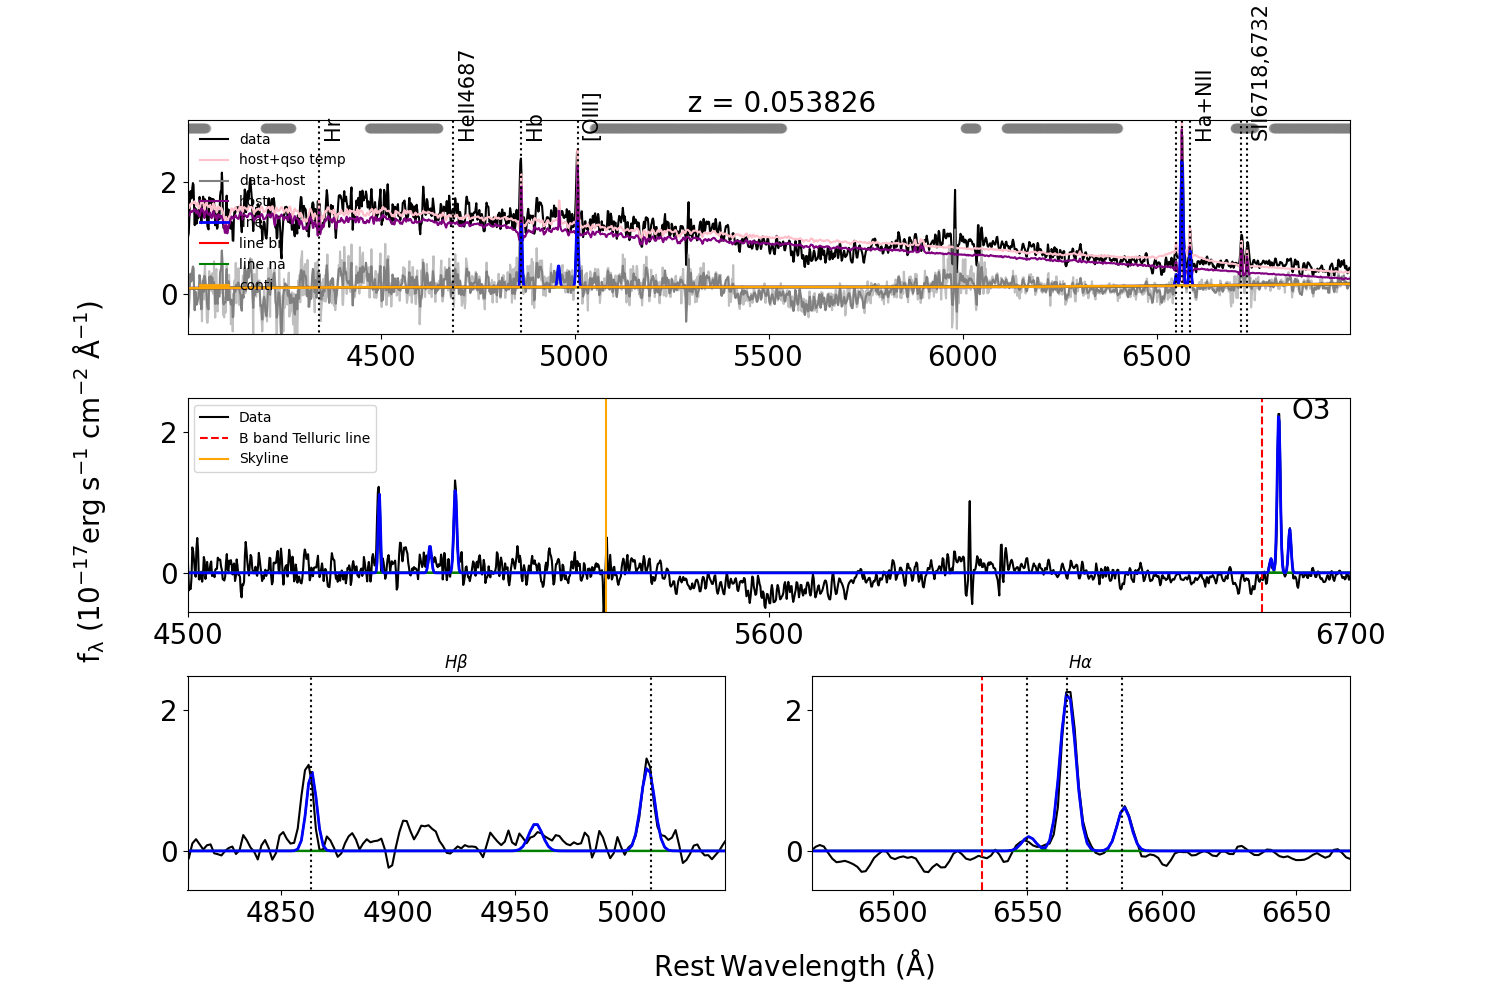 z = 0.053826
Hr
HeII4687
Hb
[OIII]
Ha+NII
SII6718,6732
data
host+qso temp
data-host
host
line br
line na
conti
2
0
4500 5000 5500 6000 6500
f_λ (10^−17 erg s^−1 cm^−2 Å^−1)
Data
B band Telluric line
Skyline
O3
2
0
4500 5600 6700
Hβ
2
0
4850 4900 4950 5000
Hα
2
0
6500 6550 6600 6650
Rest Wavelength (Å)